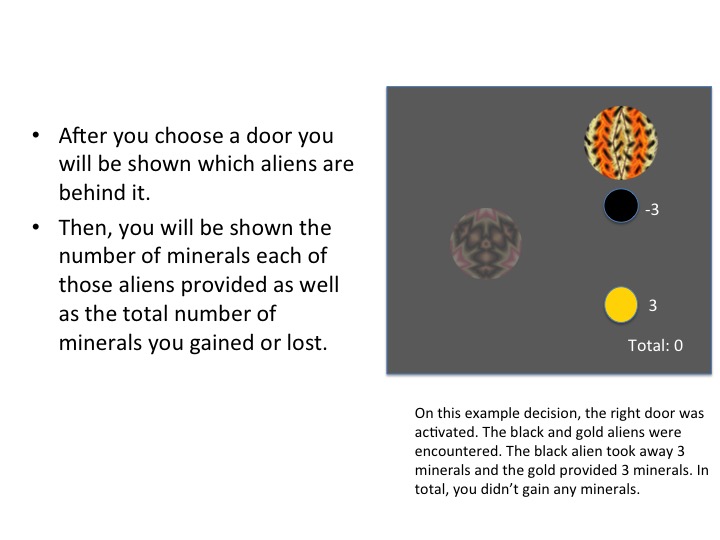 • After you choose a door you
will be shown which aliens are
behind it.
• Then, you will be shown the
number of minerals each of
those aliens provided as well
as the total number of
minerals you gained or lost.
-3
3
Total: 0
On this example decision, the right door was
activated. The black and gold aliens were
encountered. The black alien took away 3
minerals and the gold provided 3 minerals. In
total, you didn’t gain any minerals.